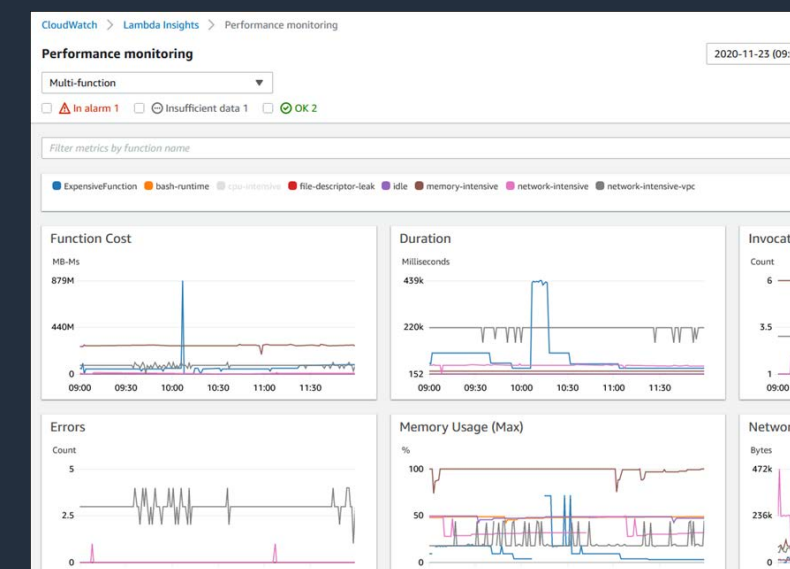 CloudWatch > Lambda Insights > Performance monitoring
Performance monitoring
2020-11-23 (09:
Multi-function
In alarm 1 Insufficient data 1 OK 2
Filter metrics by function name
ExpensiveFunction bash-runtime cpu-intensive file-descriptor-leak idle memory-intensive network-intensive network-intensive-vpc
Function Cost
MB-Ms
879M
440M
0
09:00 09:30 10:00 10:30 11:00 11:30
Duration
Milliseconds
439k
220k
152
09:00 09:30 10:00 10:30 11:00 11:30
Invocat
Count
6
3.5
1
09:00
Errors
Count
5
2.5
0
Memory Usage (Max)
%
100
50
0
Networ
Bytes
472k
236k
0